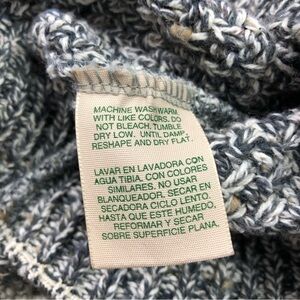 MACHINE WASH WARM
WITH LIKE COLORS. DO
NOT BLEACH. TUMBLE
DRY LOW. UNTIL DAMP,
RESHAPE AND DRY FLAT.
LAVAR EN LAVADORA CON
AGUA TIBIA. CON COLORES
SIMILARES. NO USAR
BLANQUEADOR. SECAR EN
SECADORA CICLO LENTO.
HASTA QUE ESTE HUMEDO,
REFORMAR Y SECAR
SOBRE SUPERFICIE PLANA.